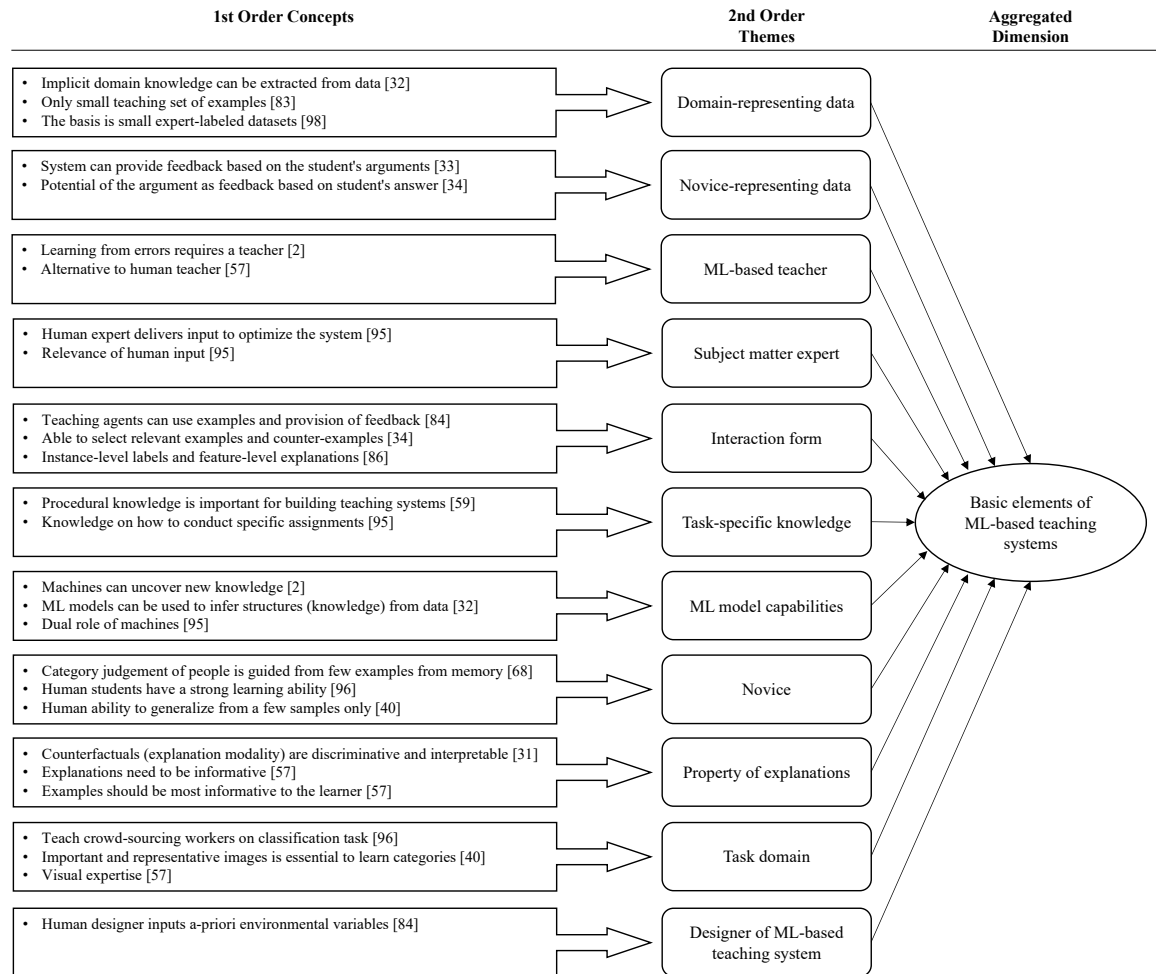 1st Order Concepts
2nd Order
Themes
Aggregated
Dimension
• Implicit domain knowledge can be extracted from data [32]
• Only small teaching set of examples [83]
• The basis is small expert-labeled datasets [98]
Domain-representing data
• System can provide feedback based on the student's arguments [33]
• Potential of the argument as feedback based on student's answer [34]
Novice-representing data
• Learning from errors requires a teacher [2]
• Alternative to human teacher [57]
ML-based teacher
• Human expert delivers input to optimize the system [95]
• Relevance of human input [95]
Subject matter expert
• Teaching agents can use examples and provision of feedback [84]
• Able to select relevant examples and counter-examples [34]
• Instance-level labels and feature-level explanations [86]
Interaction form
• Procedural knowledge is important for building teaching systems [59]
• Knowledge on how to conduct specific assignments [95]
Task-specific knowledge
Basic elements of
ML-based teaching
systems
• Machines can uncover new knowledge [2]
• ML models can be used to infer structures (knowledge) from data [32]
• Dual role of machines [95]
ML model capabilities
• Category judgement of people is guided from few examples from memory [68]
• Human students have a strong learning ability [96]
• Human ability to generalize from a few samples only [40]
Novice
• Counterfactuals (explanation modality) are discriminative and interpretable [31]
• Explanations need to be informative [57]
• Examples should be most informative to the learner [57]
Property of explanations
• Teach crowd-sourcing workers on classification task [96]
• Important and representative images is essential to learn categories [40]
• Visual expertise [57]
Task domain
• Human designer inputs a-priori environmental variables [84]
Designer of ML-based
teaching system